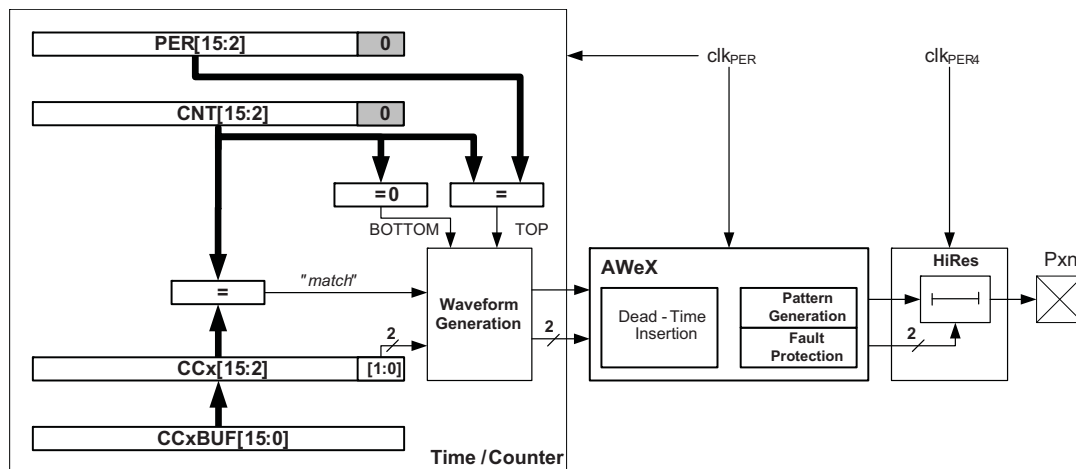 PER[15:2] 0
clkPER
clkPER4
CNT[15:2] 0
= 0
=
BOTTOM
TOP
=
"match"
Waveform
Generation
2
2
CCx[15:2] [1:0]
CCxBUF[15:0]
Time / Counter
AWeX
Dead - Time
Insertion
Pattern
Generation
Fault
Protection
2
HiRes
Pxn